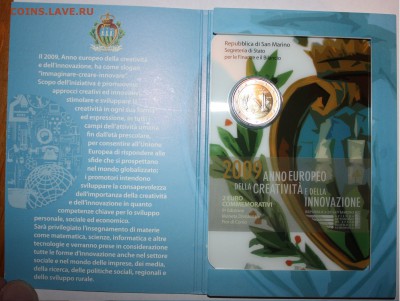 COINS.LAVE.RU
Il 2009, Anno europeo della creatività
e dell'innovazione, ha come slogan
"Immaginare-creare-innovare".
Scopo dell'iniziativa è promuovere
approcci creativi ed innovativi
stimolare e sviluppare la
creatività in ogni sua
ed espressione, in tutti
campi dell'attività umana
fin dall'età prescolare,
per consentire all'Unione
Europea di rispondere alle
sfide che si prospettano
nel mondo globalizzato;
i promotori intendono
sviluppare la consapevolezza
dell'importanza della creatività
e dell'innovazione in quanto
competenze chiave per lo sviluppo
personale, sociale ed economico.
Sarà privilegiato l'insegnamento di materie
come matematica, scienza, informatica e altre
tecnologie e verranno prese in considerazione
tutte le forme d'innovazione anche nel settore
sociale e nel mondo delle imprese, dei media,
della ricerca, delle politiche sociali, regionali e
dello sviluppo rurale.
Repubblica di San Marino
Segreteria di Stato
per le Finanze e il Bilancio
2009 ANNO EUROPEO
DELLA CREATIVITÀ E DELLA
INNOVAZIONE
2 EURO
COMMEMORATIVI